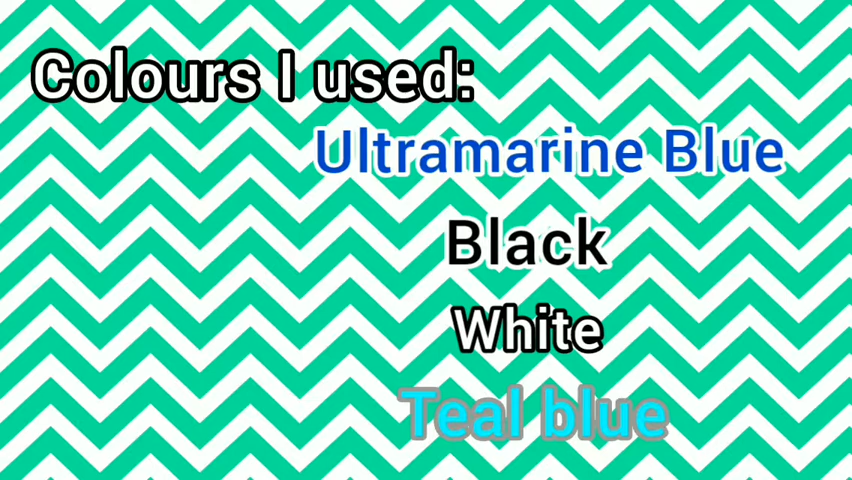 Colours I used:
Ultramarine Blue
Black
White
Teal blue